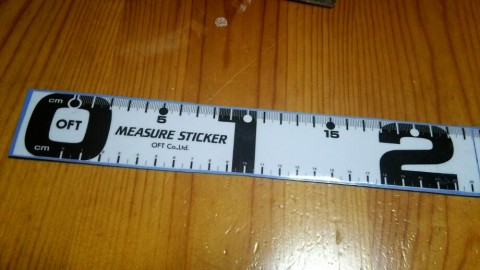 cm 5 15
0 OFT MEASURE STICKER 1 2
OFT Co.,Ltd.
cm